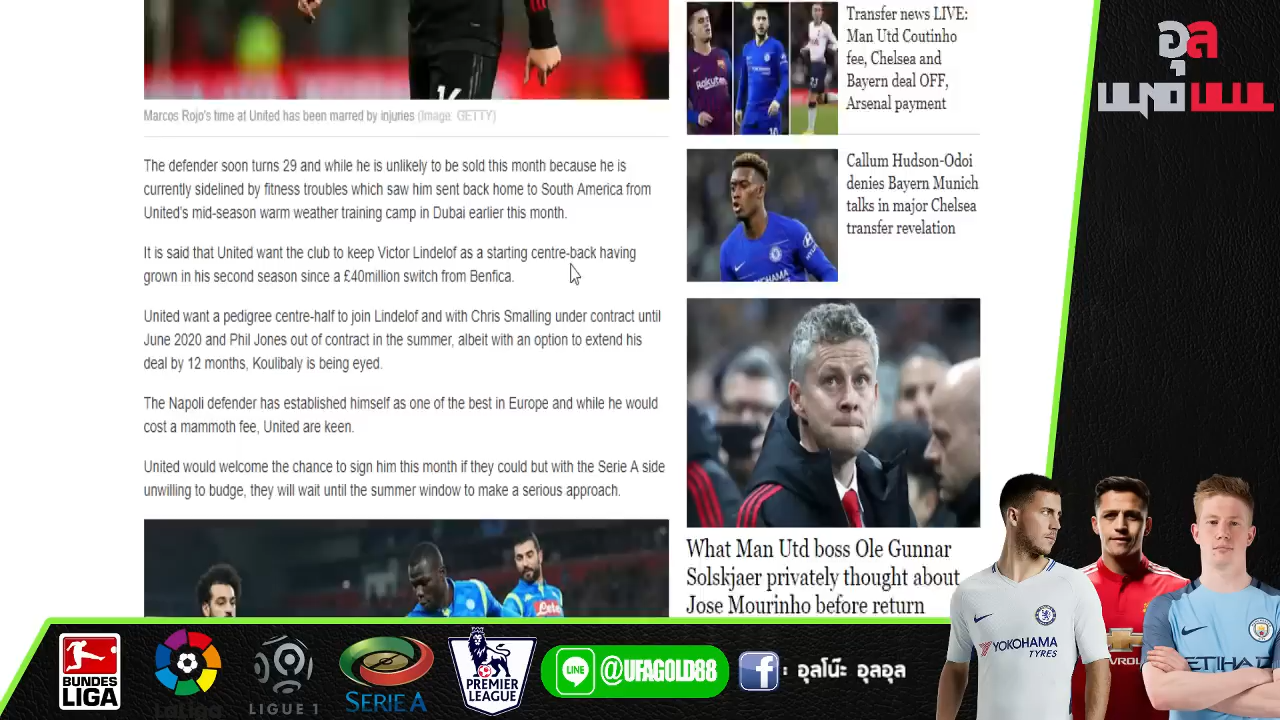 Marcos Rojo's time at United has been marred by injuries (Image: GETTY)
The defender soon turns 29 and while he is unlikely to be sold this month because he is
currently sidelined by fitness troubles which saw him sent back home to South America from
United's mid-season warm weather training camp in Dubai earlier this month.
It is said that United want the club to keep Victor Lindelof as a starting centre-back having
grown in his second season since a £40million switch from Benfica.
United want a pedigree centre-half to join Lindelof and with Chris Smalling under contract until
June 2020 and Phil Jones out of contract in the summer, albeit with an option to extend his
deal by 12 months, Koulibaly is being eyed.
The Napoli defender has established himself as one of the best in Europe and while he would
cost a mammoth fee, United are keen.
United would welcome the chance to sign him this month if they could but with the Serie A side
unwilling to budge, they will wait until the summer window to make a serious approach.
Transfer news LIVE:
Man Utd Coutinho
fee, Chelsea and
Bayern deal OFF,
Arsenal payment
Callum Hudson-Odoi
denies Bayern Munich
talks in major Chelsea
transfer revelation
What Man Utd boss Ole Gunnar
Solskjaer privately thought about
Jose Mourinho before return
อุล
BUNDES
LIGA
LaLiga
LIGUE 1
SERIE A
PREMIER
LEAGUE
LINE
@UFAGOLD88
f : อุลโน๊ะ อุลอุล
YOKOHAMA
TYRES